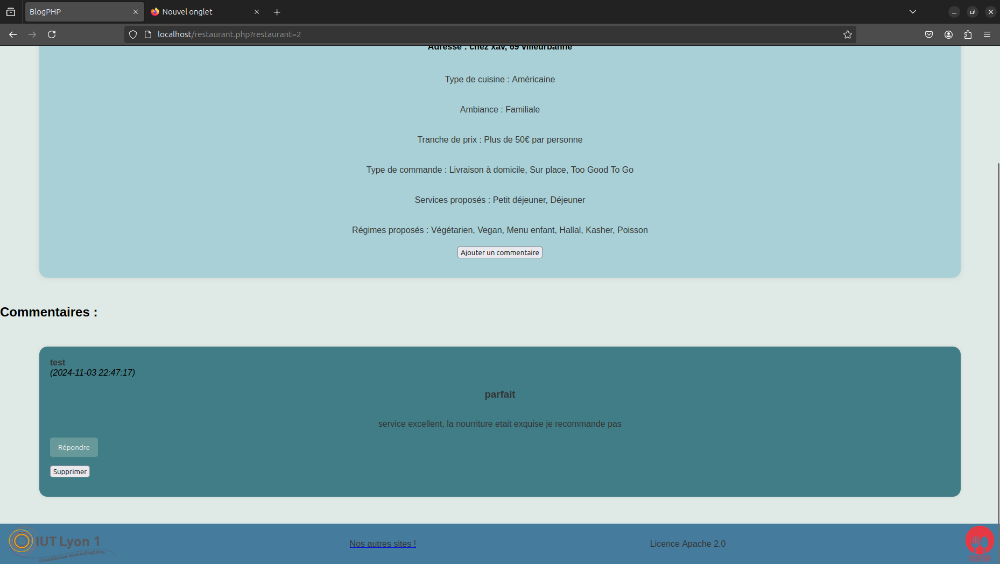 BlogPHP
Nouvel onglet
localhost/restaurant.php?restaurant=2
Adresse : chez xav, 69 villeurbanne
Type de cuisine : Américaine
Ambiance : Familiale
Tranche de prix : Plus de 50€ par personne
Type de commande : Livraison à domicile, Sur place, Too Good To Go
Services proposés : Petit déjeuner, Déjeuner
Régimes proposés : Végétarien, Vegan, Menu enfant, Hallal, Kasher, Poisson
Ajouter un commentaire
Commentaires :
test
(2024-11-03 22:47:17)
parfait
service excellent, la nourriture etait exquise je recommande pas
Répondre
Supprimer
IUT Lyon 1
l'excellence technologique
Nos autres sites !
Licence Apache 2.0